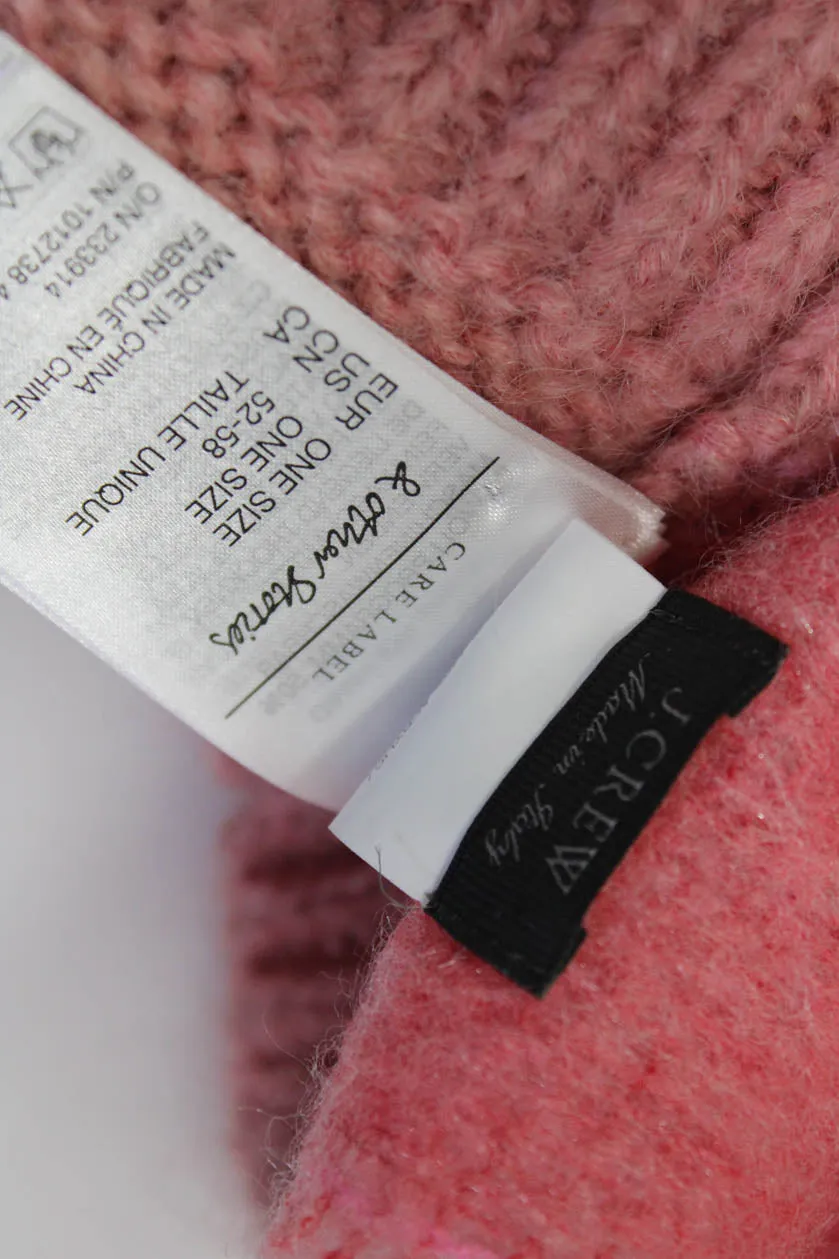 CARE LABEL
& other Stories
EUR ONE SIZE
US ONE SIZE
CN 52-58
CA TAILLE UNIQUE
MADE IN CHINA
FABRIQUÉ EN CHINE
O/N 233914
P/N 1012738
J.CREW
Made in Italy